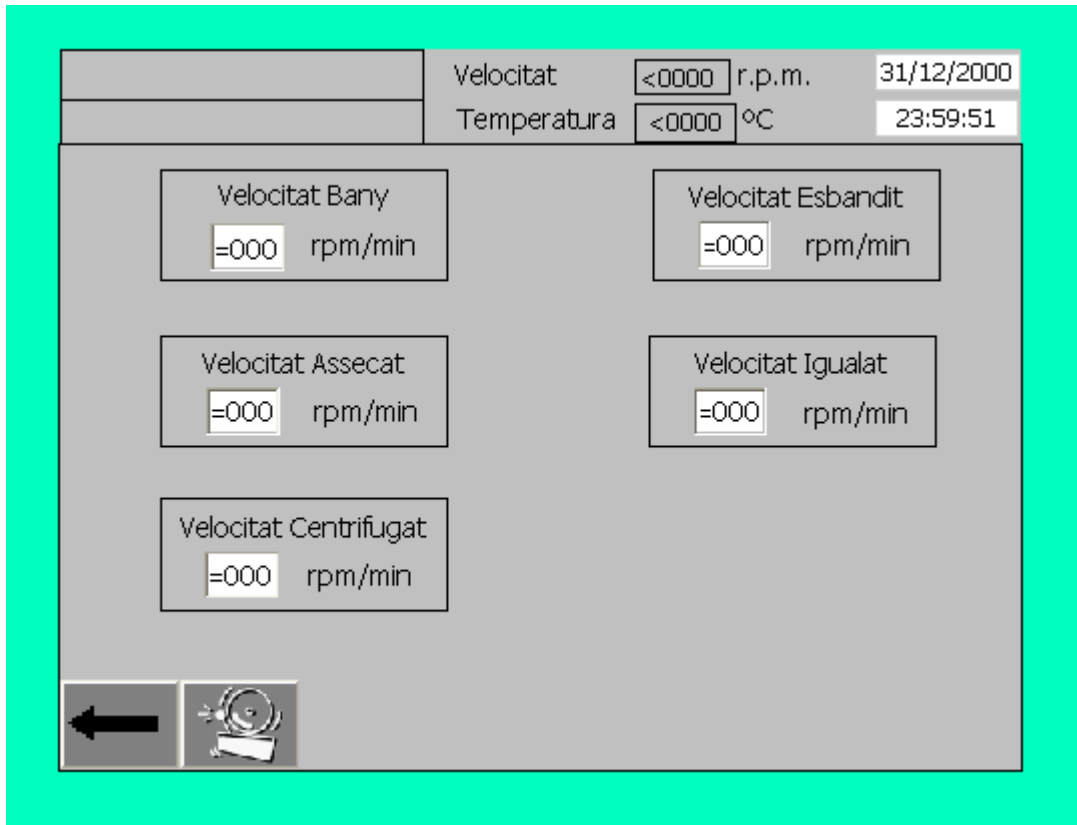 Velocitat <0000 r.p.m. 31/12/2000
Temperatura <0000 ºC 23:59:51
Velocitat Bany
=000 rpm/min
Velocitat Esbandit
=000 rpm/min
Velocitat Assecat
=000 rpm/min
Velocitat Igualat
=000 rpm/min
Velocitat Centrifugat
=000 rpm/min